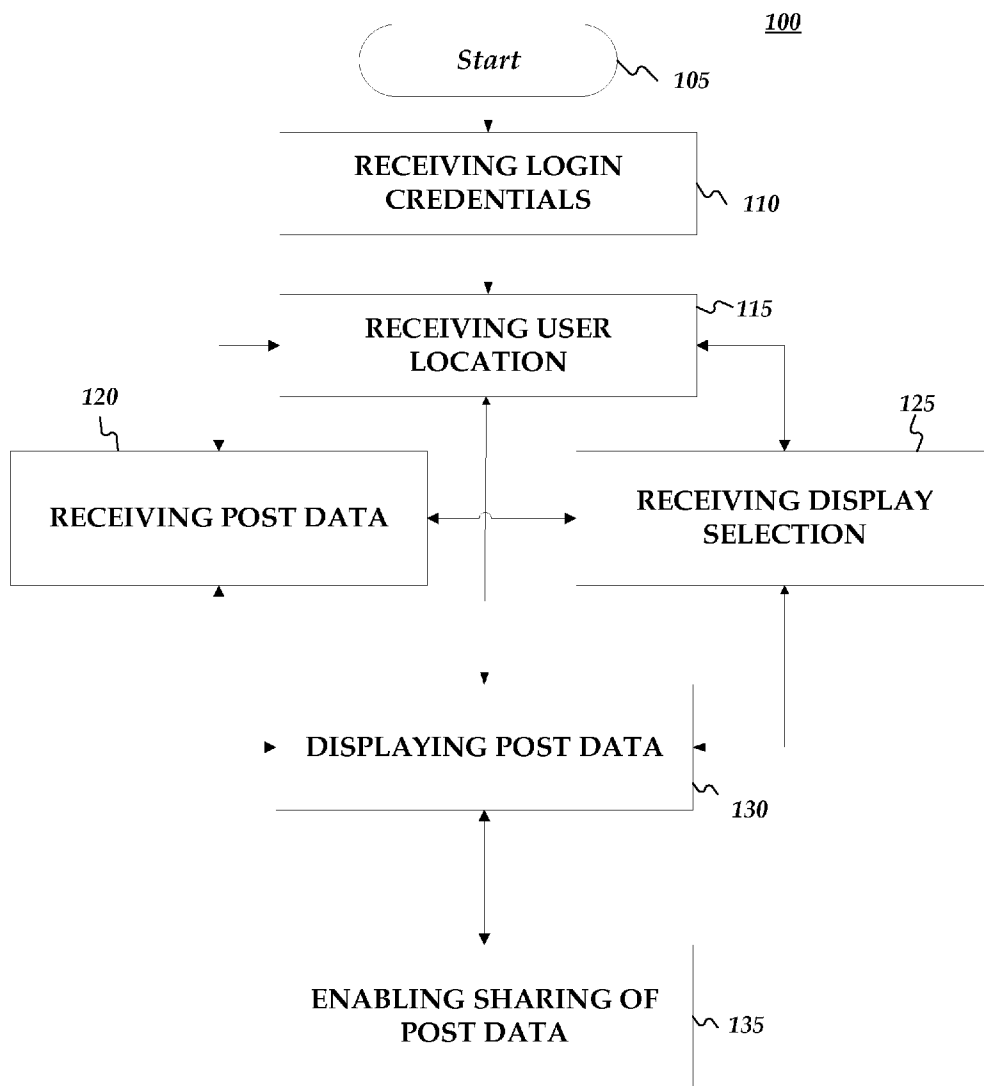 100
Start
105
RECEIVING LOGIN
CREDENTIALS
110
115
RECEIVING USER
LOCATION
120
125
RECEIVING POST DATA
RECEIVING DISPLAY
SELECTION
DISPLAYING POST DATA
130
ENABLING SHARING OF
POST DATA
135